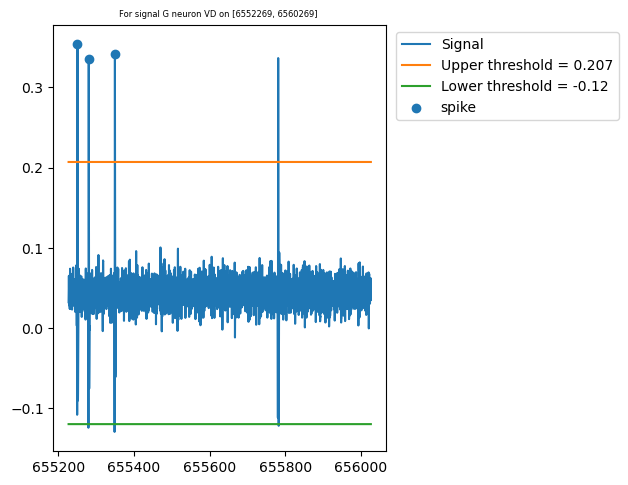 For signal G neuron VD on [6552269, 6560269]
Signal
Upper threshold = 0.207
Lower threshold = -0.12
spike
0.3
0.2
0.1
0.0
−0.1
655200 655400 655600 655800 656000